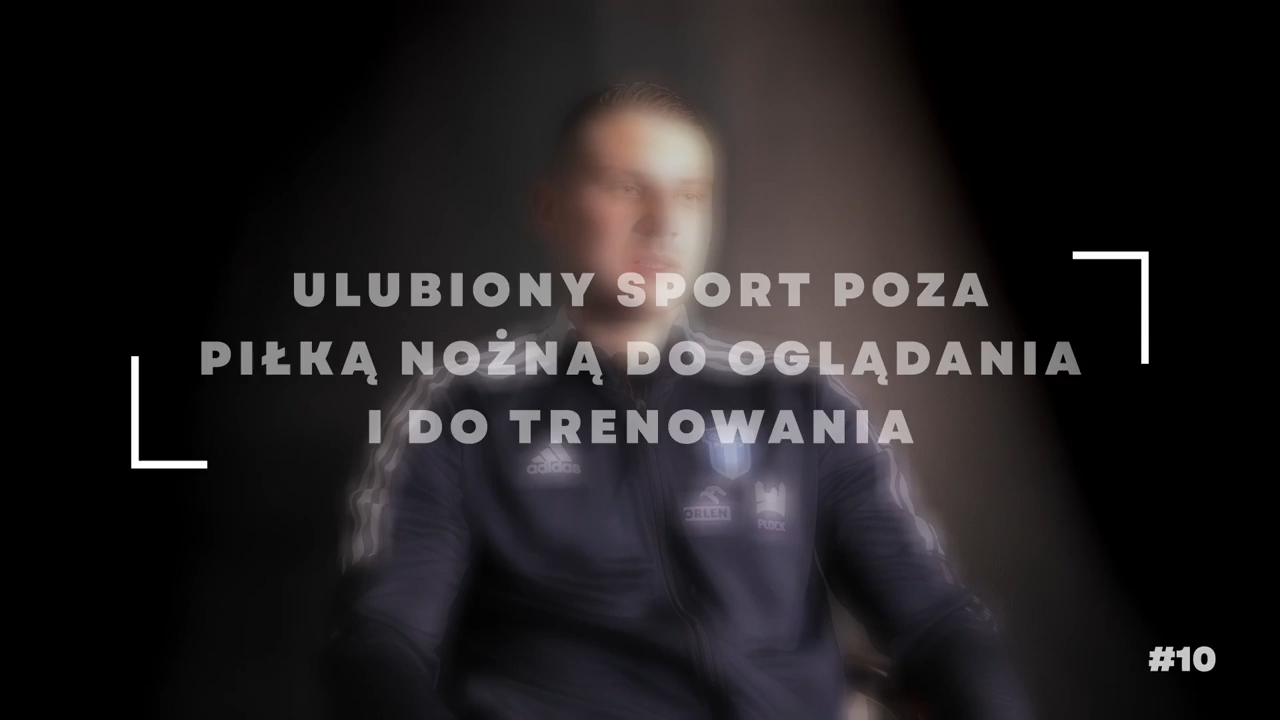 ULUBIONY SPORT POZA
PIŁKĄ NOŻNĄ DO OGLĄDANIA
I DO TRENOWANIA
adidas
ORLEN
PŁOCK
#10